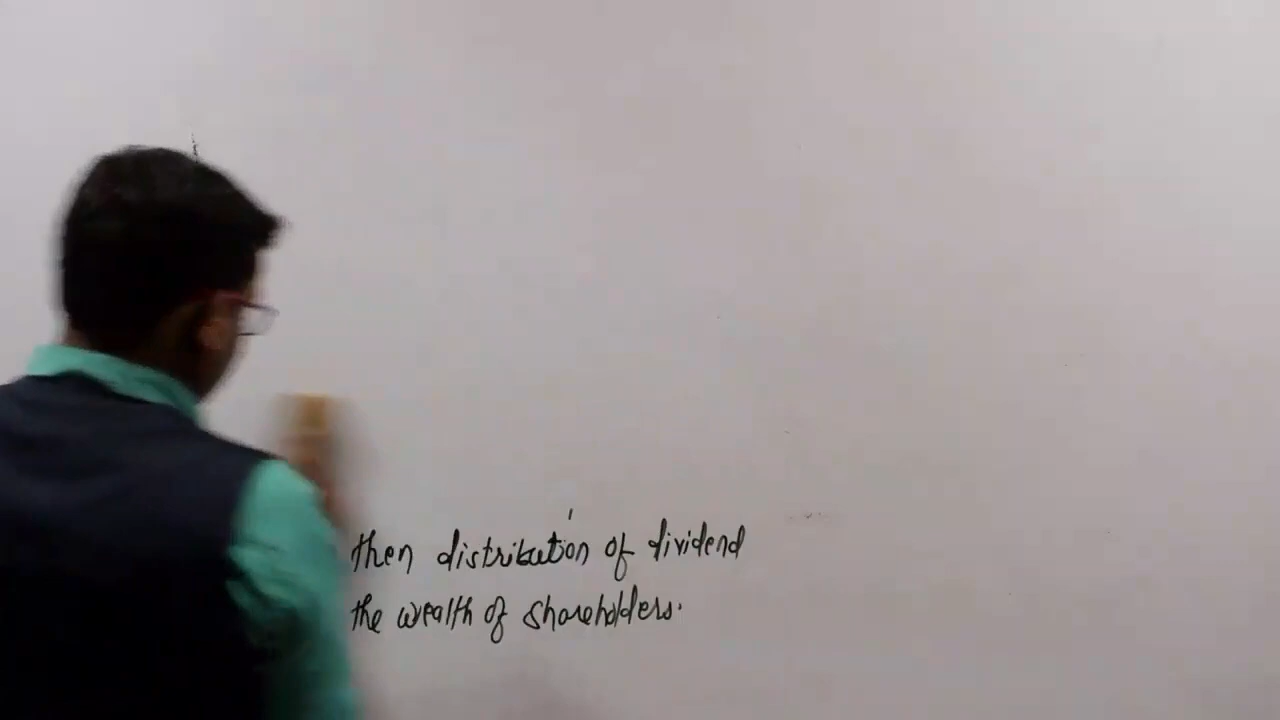 then distribution of dividend
the wealth of shareholders.